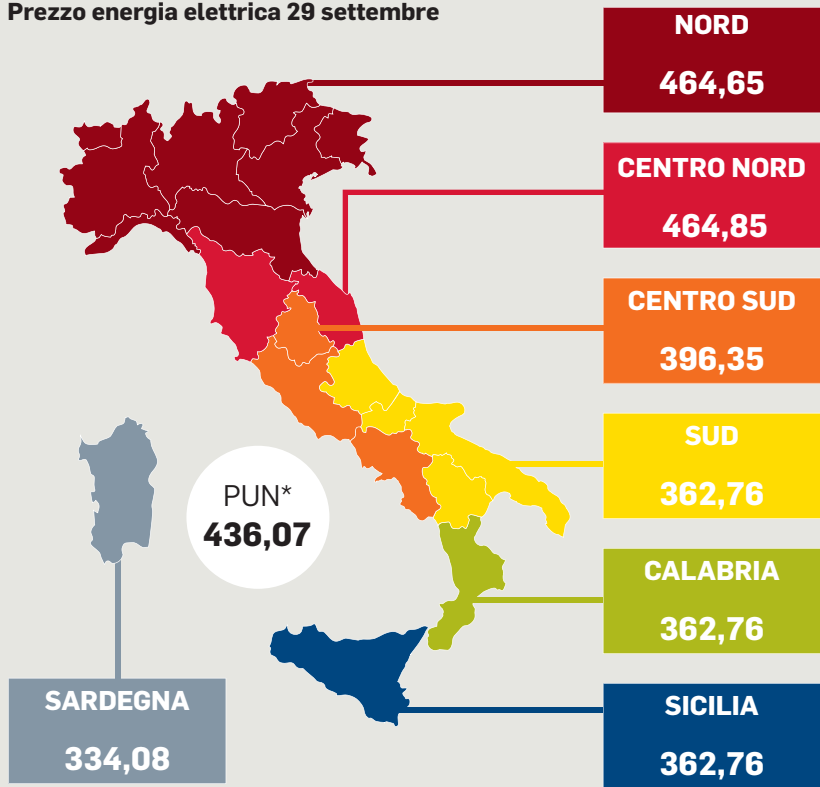 Prezzo energia elettrica 29 settembre
NORD
464,65
CENTRO NORD
464,85
CENTRO SUD
396,35
SUD
362,76
PUN*
436,07
CALABRIA
362,76
SARDEGNA
334,08
SICILIA
362,76